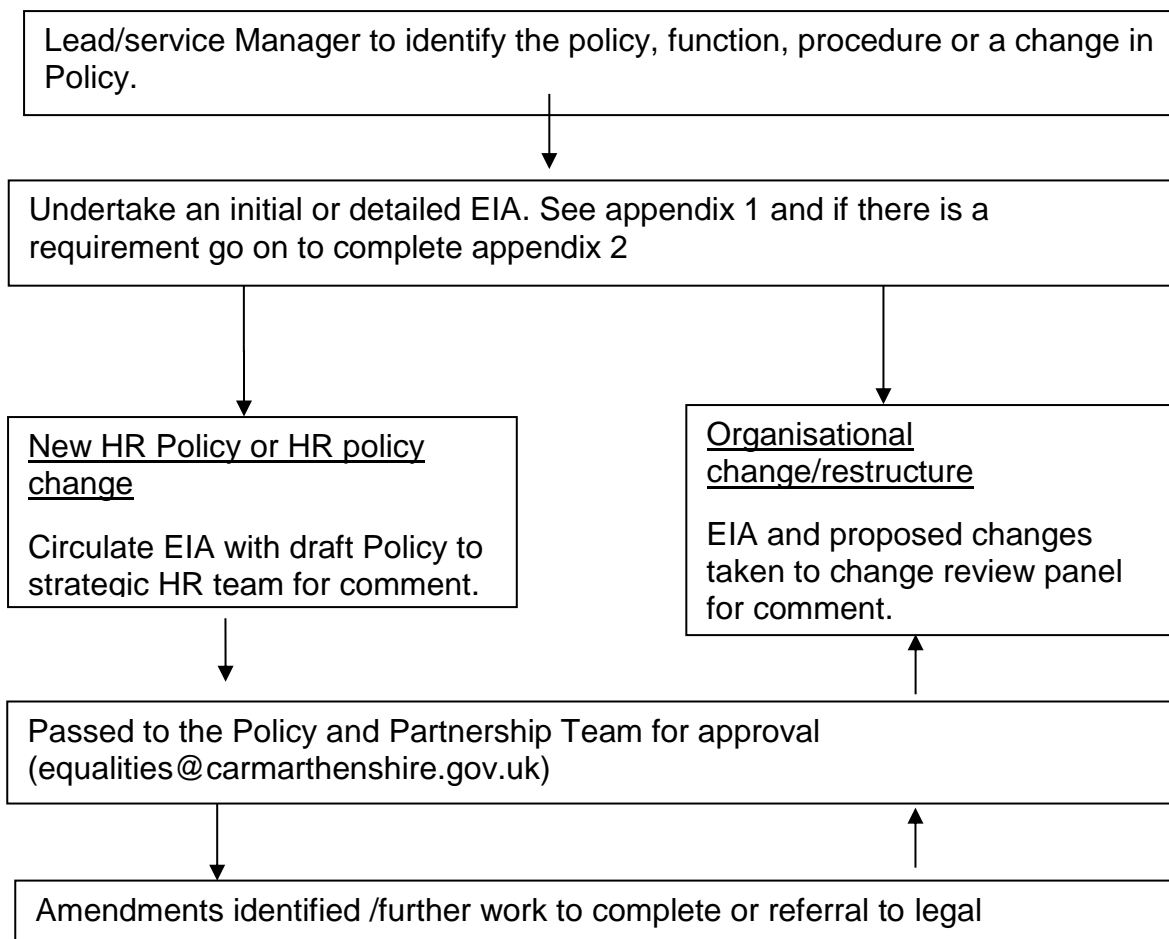 Lead/service Manager to identify the policy, function, procedure or a change in
Policy.
Undertake an initial or detailed EIA. See appendix 1 and if there is a
requirement go on to complete appendix 2
New HR Policy or HR policy
change
Circulate EIA with draft Policy to
strategic HR team for comment.
Organisational
change/restructure
EIA and proposed changes
taken to change review panel
for comment.
Passed to the Policy and Partnership Team for approval
(equalities@carmarthenshire.gov.uk)
Amendments identified /further work to complete or referral to legal